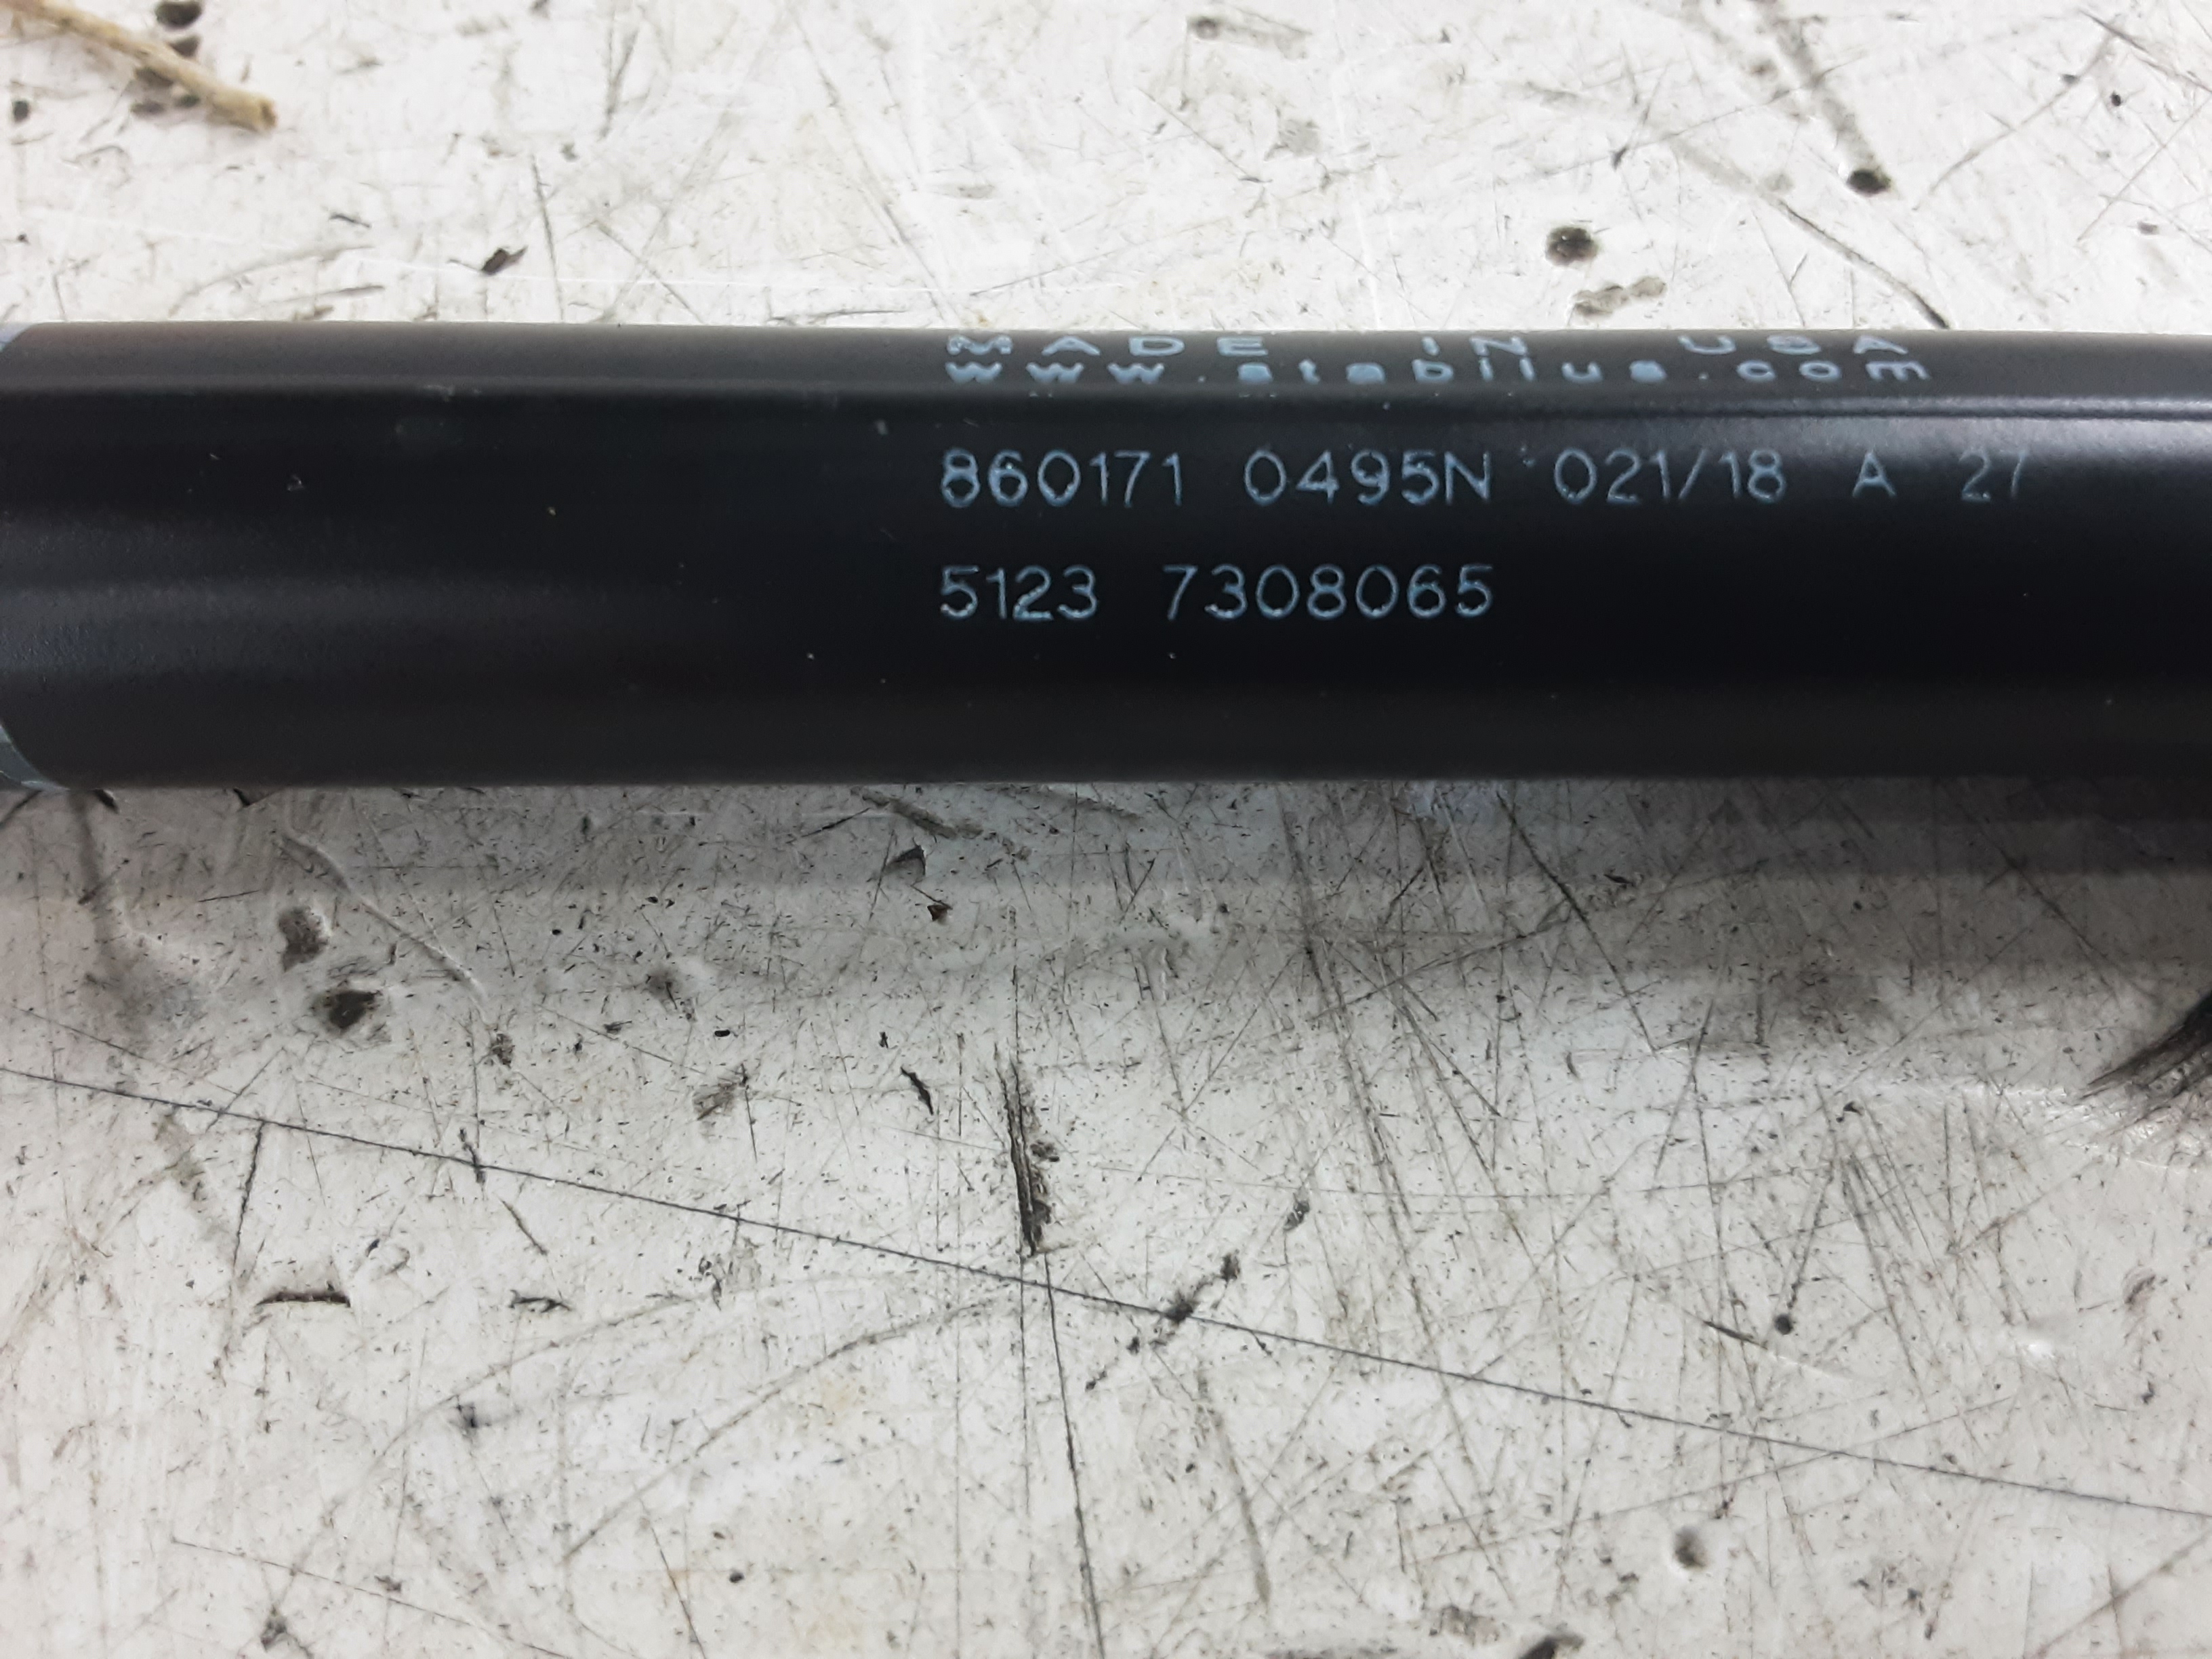 MADE IN USA
www.stabilus.com
860171 0495N 021/18 A 27
5123 7308065